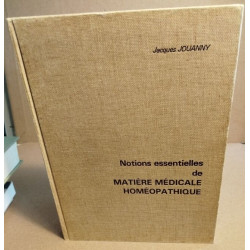 Jacques JOUANNY
Notions essentielles
de
MATIÈRE MÉDICALE
HOMÉOPATHIQUE